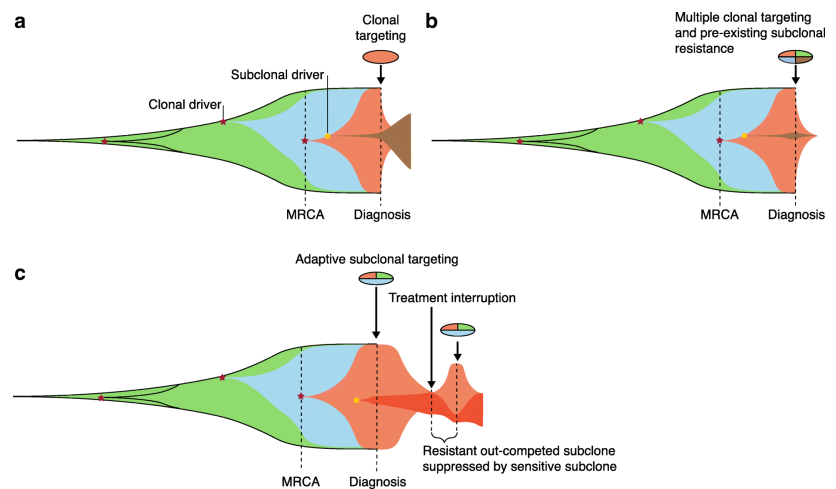 a
Clonal
targeting
Subclonal driver
Clonal driver
MRCA
Diagnosis
b
Multiple clonal targeting
and pre-existing subclonal
resistance
MRCA
Diagnosis
c
Adaptive subclonal targeting
Treatment interruption
Resistant out-competed subclone
suppressed by sensitive subclone
MRCA
Diagnosis